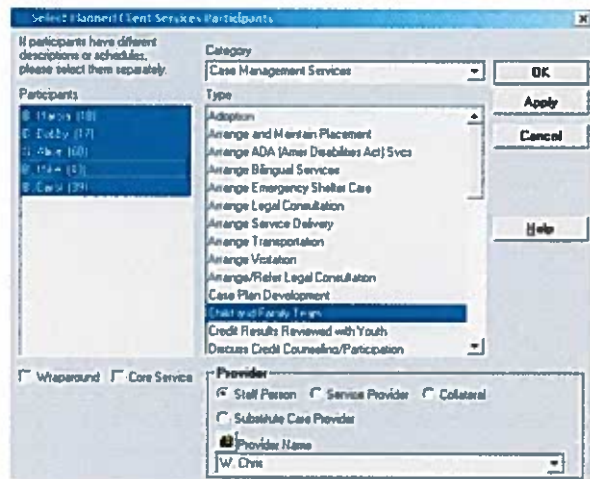 Select Planned Client Services Participants
If participants have different
descriptions or schedules,
please select them separately.
Category
Case Management Services
OK
Apply
Cancel
Help
Participants
Type
Adoption
Arrange and Maintain Placement
Arrange ADA (Amer Disabilities Act) Svcs
Arrange Bilingual Services
Arrange Emergency Shelter Care
Arrange Legal Consultation
Arrange Service Delivery
Arrange Transportation
Arrange Visitation
Arrange/Refer Legal Consultation
Case Plan Development
Child and Family Team
Credit Results Reviewed with Youth
Discuss Credit Counseling/Participation
Wraparound
Core Service
Provider
Staff Person
Service Provider
Collateral
Substitute Care Provider
Provider Name
W. Chris